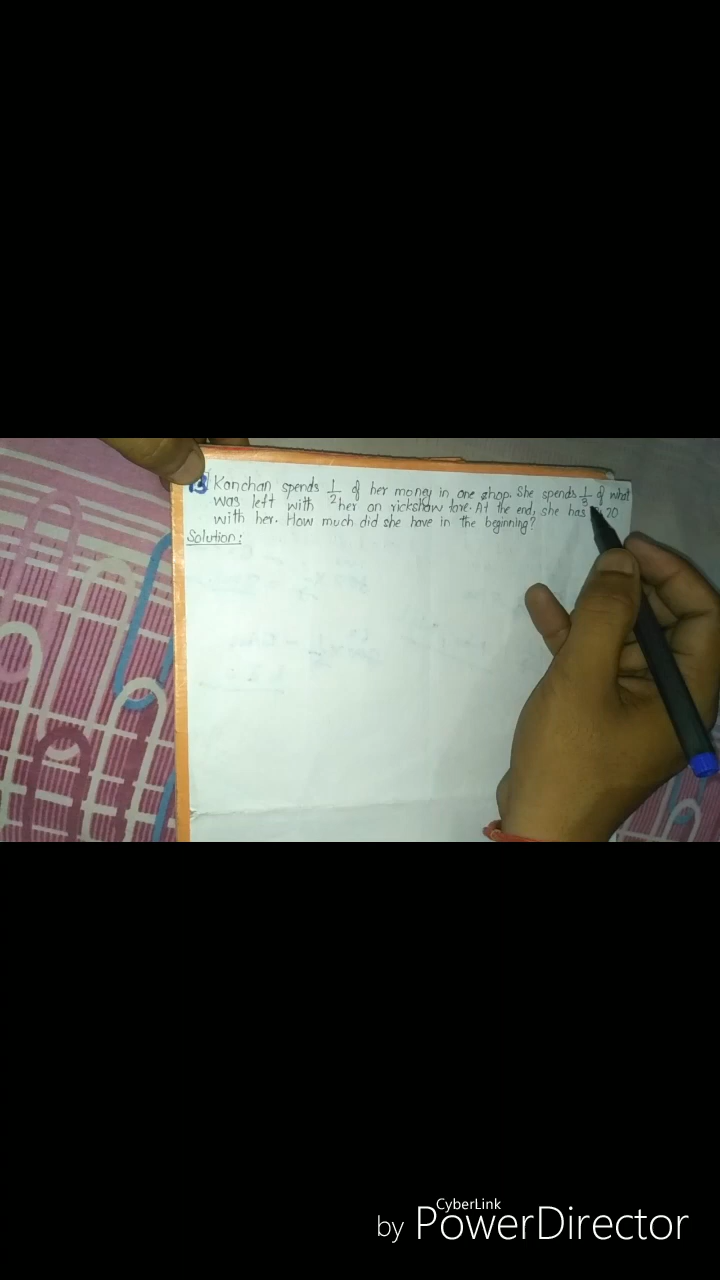 13 Kanchan spends 1/2 of her money in one shop. She spends 1/3 of what
was left with her on rickshaw fare. At the end, she has 20
with her. How much did she have in the beginning?
Solution:
CyberLink
by PowerDirector